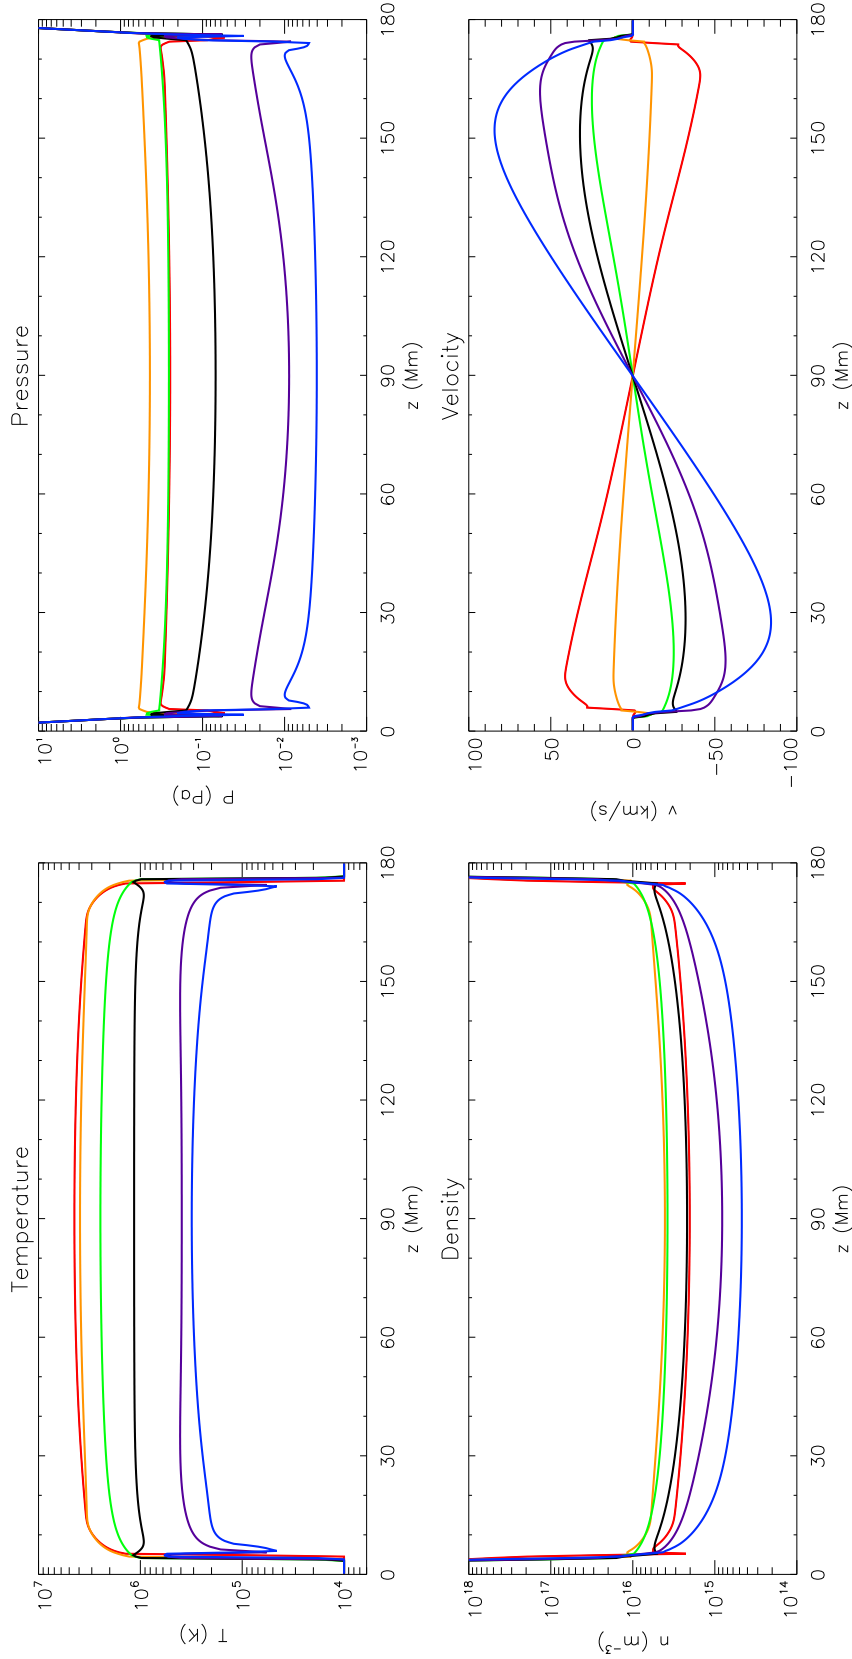 Temperature
T (K)
10⁷
10⁶
10⁵
10⁴
0 30 60 90 120 150 180
z (Mm)
Pressure
P (Pa)
10¹
10⁰
10⁻¹
10⁻²
10⁻³
0 30 60 90 120 150 180
z (Mm)
Density
n (m⁻³)
10¹⁸
10¹⁷
10¹⁶
10¹⁵
10¹⁴
0 30 60 90 120 150 180
z (Mm)
Velocity
v (km/s)
100
50
0
−50
−100
0 30 60 90 120 150 180
z (Mm)